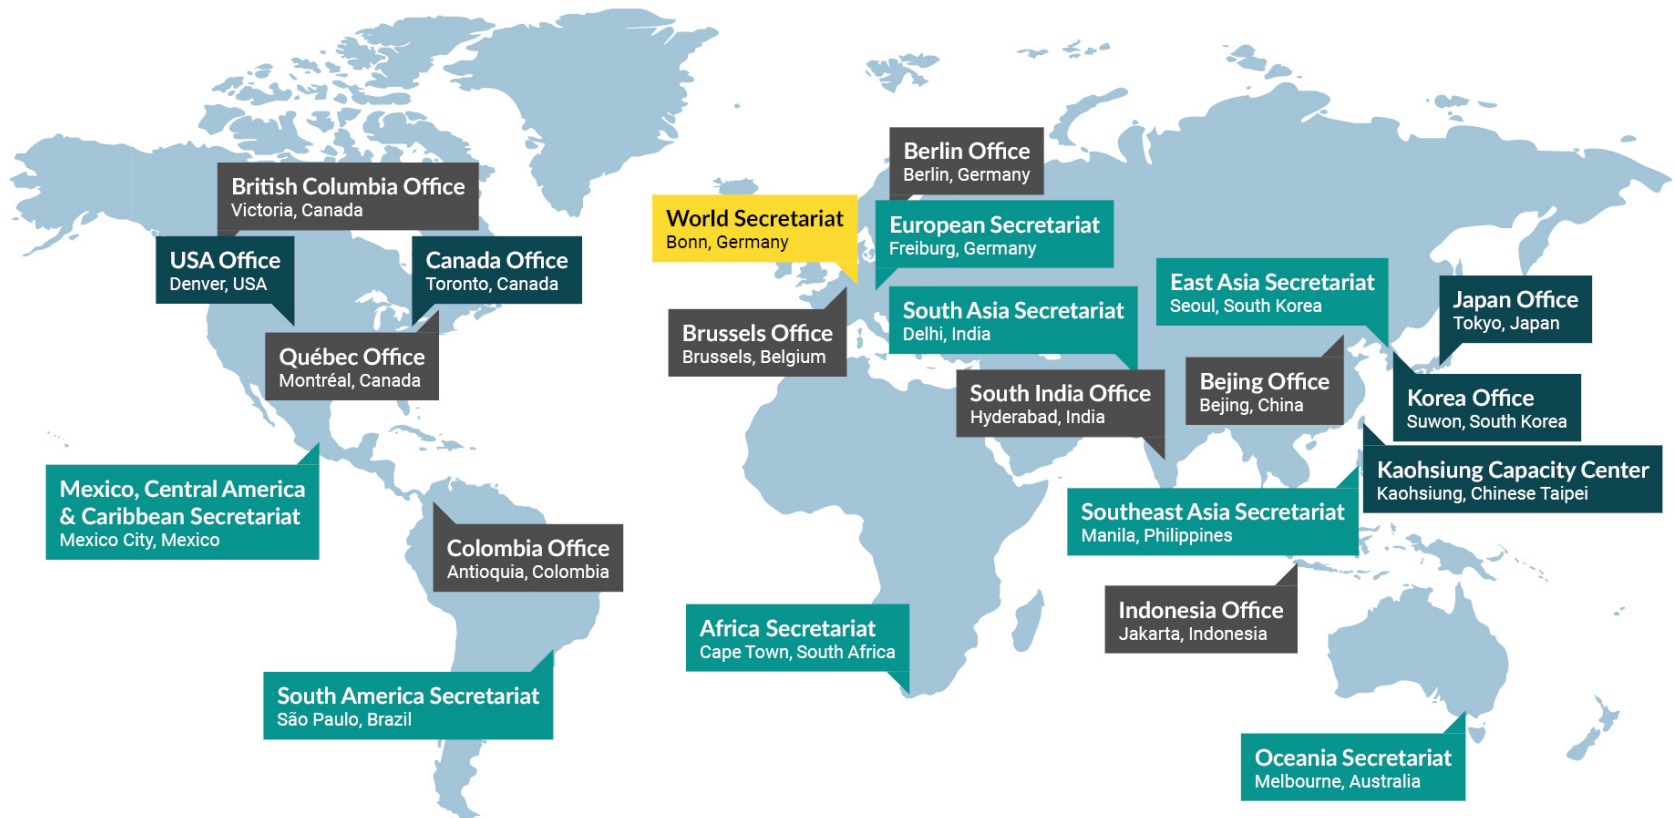 British Columbia Office
Victoria, Canada
USA Office
Denver, USA
Canada Office
Toronto, Canada
Québec Office
Montréal, Canada
Mexico, Central America
& Caribbean Secretariat
Mexico City, Mexico
Colombia Office
Antioquia, Colombia
South America Secretariat
São Paulo, Brazil
Berlin Office
Berlin, Germany
World Secretariat
Bonn, Germany
European Secretariat
Freiburg, Germany
Brussels Office
Brussels, Belgium
South Asia Secretariat
Delhi, India
South India Office
Hyderabad, India
East Asia Secretariat
Seoul, South Korea
Japan Office
Tokyo, Japan
Bejing Office
Bejing, China
Korea Office
Suwon, South Korea
Kaohsiung Capacity Center
Kaohsiung, Chinese Taipei
Southeast Asia Secretariat
Manila, Philippines
Indonesia Office
Jakarta, Indonesia
Africa Secretariat
Cape Town, South Africa
Oceania Secretariat
Melbourne, Australia